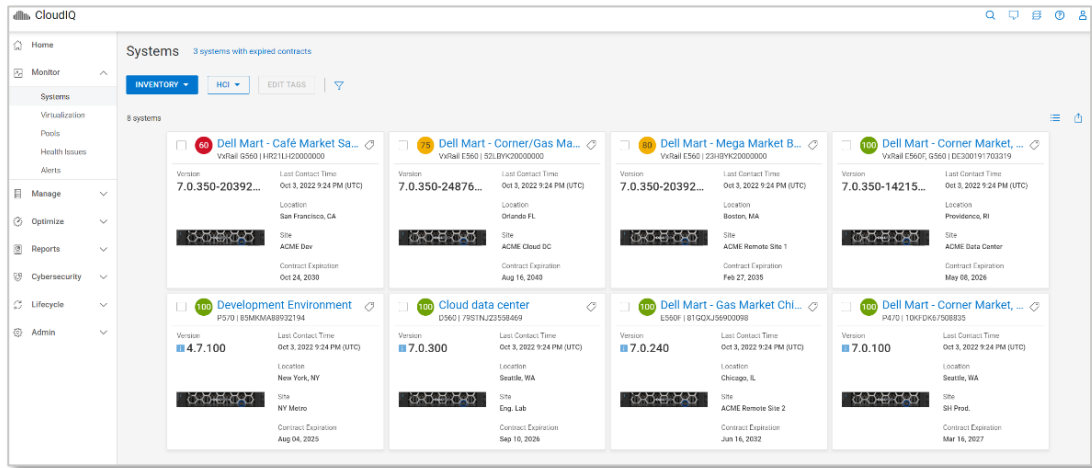 CloudIQ
Home
Monitor
Systems
Virtualization
Pools
Health Issues
Alerts
Manage
Optimize
Reports
Cybersecurity
Lifecycle
Admin
Systems 3 systems with expired contracts
INVENTORY HCI EDIT TAGS
8 systems
60 Dell Mart - Café Market Sa...
VxRail G560 | HR21LH20000000
Version
7.0.350-20392...
Last Contact Time
Oct 3, 2022 9:24 PM (UTC)
Location
San Francisco, CA
Site
ACME Dev
Contract Expiration
Oct 24, 2030
75 Dell Mart - Corner/Gas Ma...
VxRail E560 | 52LBYK20000000
Version
7.0.350-24876...
Last Contact Time
Oct 3, 2022 9:24 PM (UTC)
Location
Orlando FL
Site
ACME Cloud DC
Contract Expiration
Aug 16, 2040
80 Dell Mart - Mega Market B...
VxRail E560 | 23HBYK20000000
Version
7.0.350-20392...
Last Contact Time
Oct 3, 2022 9:24 PM (UTC)
Location
Boston, MA
Site
ACME Remote Site 1
Contract Expiration
Feb 27, 2035
100 Dell Mart - Corner Market, ...
VxRail E560F, G560 | DE300191703319
Version
7.0.350-14215...
Last Contact Time
Oct 3, 2022 9:24 PM (UTC)
Location
Providence, RI
Site
ACME Data Center
Contract Expiration
May 08, 2026
100 Development Environment
P570 | 85MKMA88932194
Version
4.7.100
Last Contact Time
Oct 3, 2022 9:24 PM (UTC)
Location
New York, NY
Site
NY Metro
Contract Expiration
Aug 04, 2025
100 Cloud data center
D560 | 79STNJ23558469
Version
7.0.300
Last Contact Time
Oct 3, 2022 9:24 PM (UTC)
Location
Seattle, WA
Site
Eng. Lab
Contract Expiration
Sep 10, 2026
100 Dell Mart - Gas Market Chi...
E560F | 81GQXJ56900098
Version
7.0.240
Last Contact Time
Oct 3, 2022 9:24 PM (UTC)
Location
Chicago, IL
Site
ACME Remote Site 2
Contract Expiration
Jun 16, 2032
100 Dell Mart - Corner Market, ...
P470 | 10KFDK67508835
Version
7.0.100
Last Contact Time
Oct 3, 2022 9:24 PM (UTC)
Location
Seattle, WA
Site
SH Prod.
Contract Expiration
Mar 16, 2027